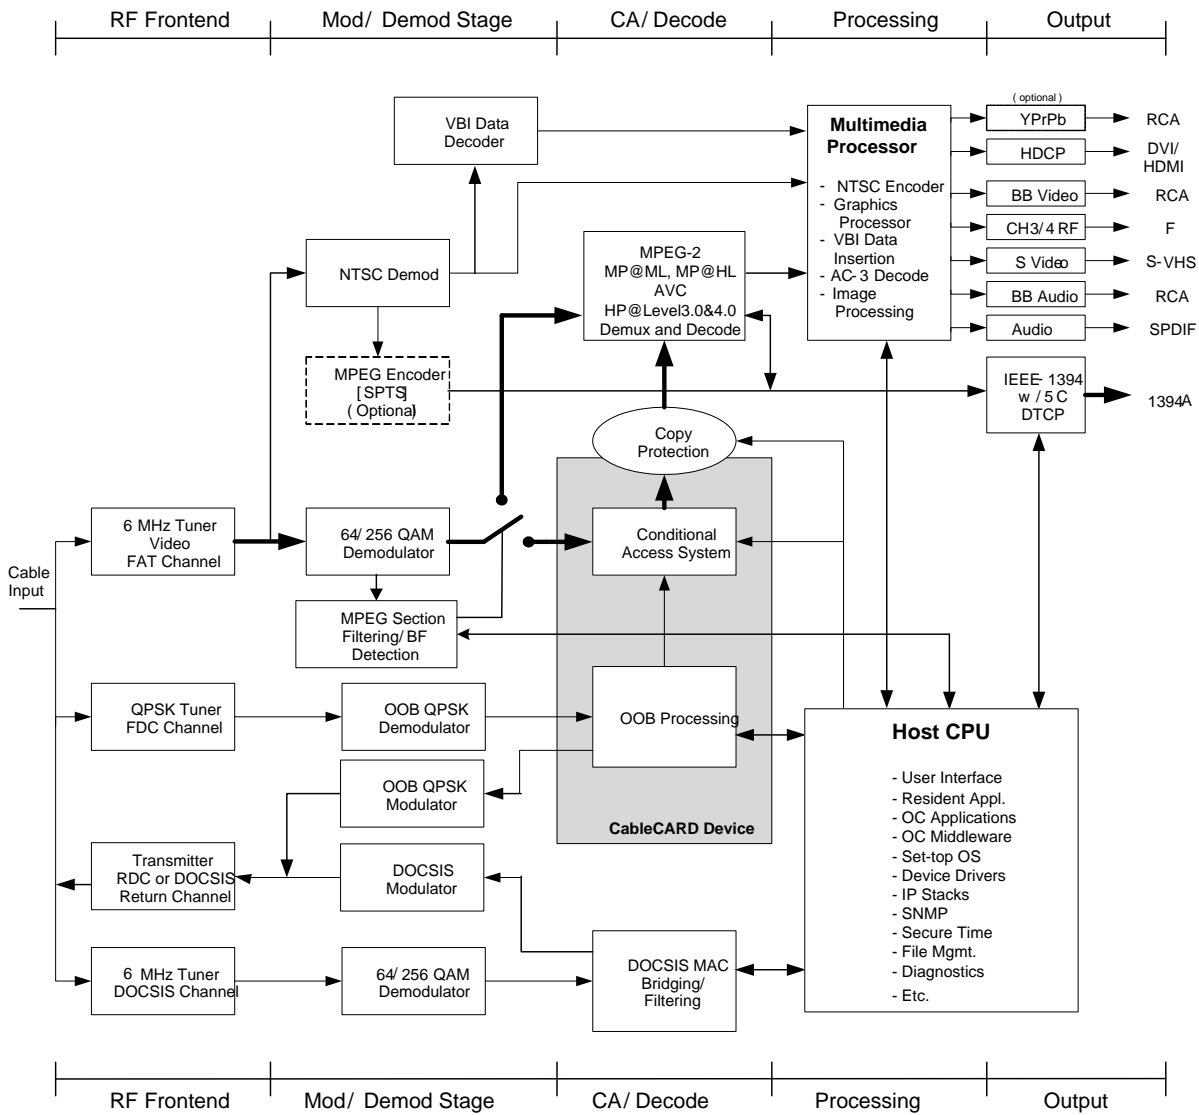 RF Frontend
Mod/ Demod Stage
CA/ Decode
Processing
Output
VBI Data
Decoder
NTSC Demod
MPEG Encoder
[SPTS]
( Optional)
MPEG-2
MP@ML, MP@HL
AVC
HP@Level3.0&4.0
Demux and Decode
Multimedia
Processor
- NTSC Encoder
- Graphics
Processor
- VBI Data
Insertion
- AC-3 Decode
- Image
Processing
( optional )
YPrPb
RCA
HDCP
DVI/
HDMI
BB Video
RCA
CH3/4 RF
F
S Video
S-VHS
BB Audio
RCA
Audio
SPDIF
IEEE-1394
w / 5 C
DTCP
1394A
Copy
Protection
Cable
Input
6 MHz Tuner
Video
FAT Channel
64/ 256 QAM
Demodulator
Conditional
Access System
MPEG Section
Filtering/ BF
Detection
QPSK Tuner
FDC Channel
OOB QPSK
Demodulator
OOB Processing
OOB QPSK
Modulator
CableCARD Device
Transmitter
RDC or DOCSIS
Return Channel
DOCSIS
Modulator
6 MHz Tuner
DOCSIS Channel
64/ 256 QAM
Demodulator
DOCSIS MAC
Bridging/
Filtering
Host CPU
- User Interface
- Resident Appl.
- OC Applications
- OC Middleware
- Set-top OS
- Device Drivers
- IP Stacks
- SNMP
- Secure Time
- File Mgmt.
- Diagnostics
- Etc.
RF Frontend
Mod/ Demod Stage
CA/ Decode
Processing
Output